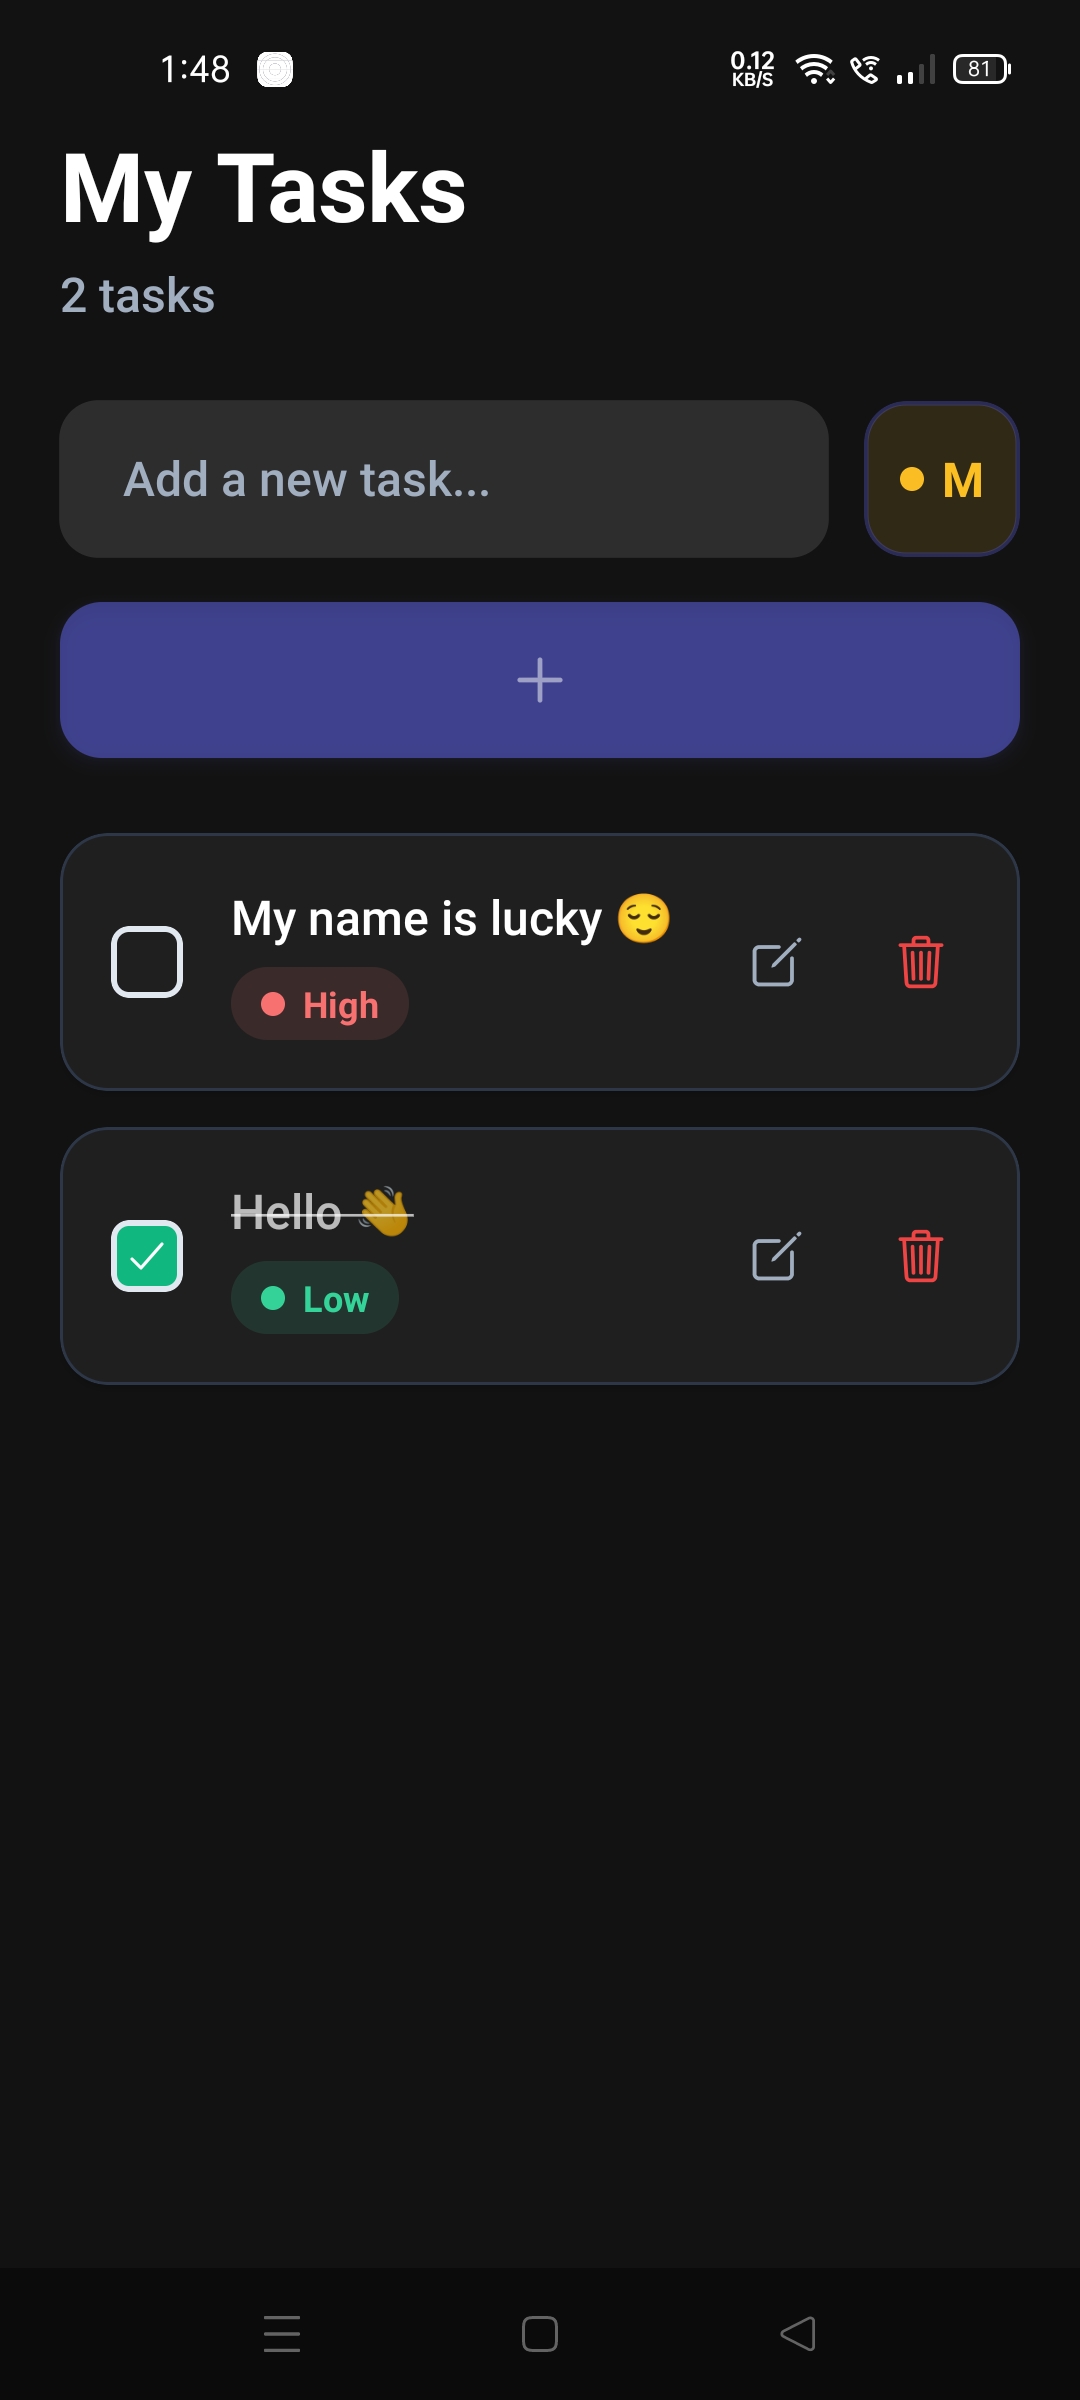 1:48
0.12
KB/S
81
My Tasks
2 tasks
Add a new task...
M
My name is lucky 😌
High
Hello 👋
Low